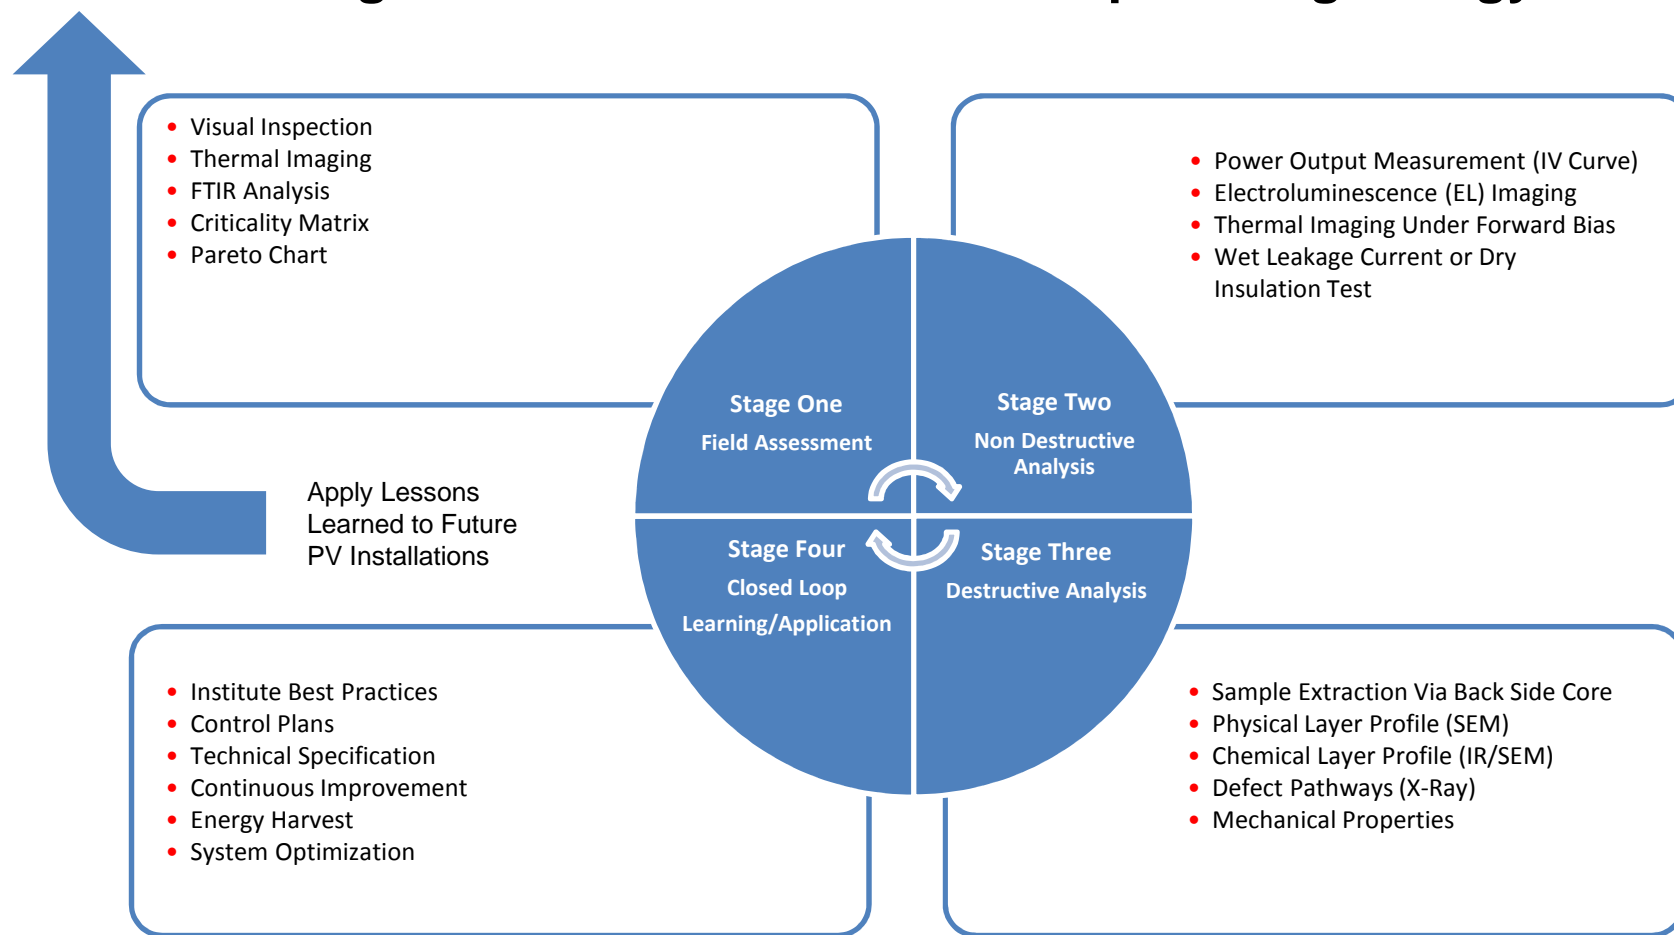 Visual Inspection
Thermal Imaging
FTIR Analysis
Criticality Matrix
Pareto Chart
Power Output Measurement (IV Curve)
Electroluminescence (EL) Imaging
Thermal Imaging Under Forward Bias
Wet Leakage Current or Dry
Insulation Test
Stage One
Field Assessment
Stage Two
Non Destructive
Analysis
Apply Lessons
Learned to Future
PV Installations
Stage Four
Closed Loop
Learning/Application
Stage Three
Destructive Analysis
Institute Best Practices
Control Plans
Technical Specification
Continuous Improvement
Energy Harvest
System Optimization
Sample Extraction Via Back Side Core
Physical Layer Profile (SEM)
Chemical Layer Profile (IR/SEM)
Defect Pathways (X-Ray)
Mechanical Properties